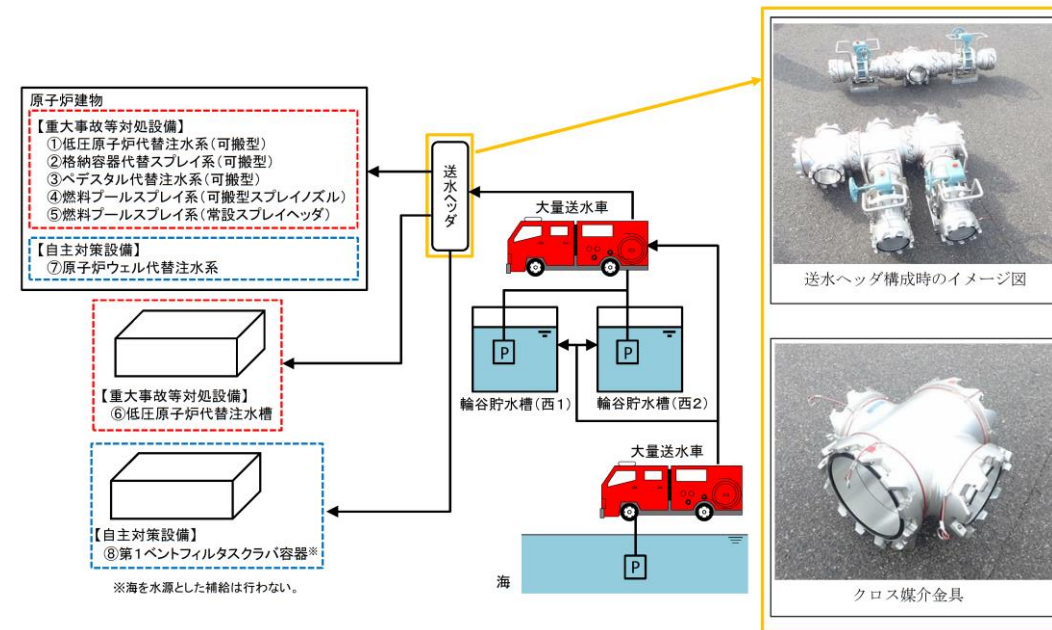 原子炉建物
【重大事故等対処設備】
①低圧原子炉代替注水系(可搬型)
②格納容器代替スプレイ系(可搬型)
③ペデスタル代替注水系(可搬型)
④燃料プールスプレイ系(可搬型スプレイノズル)
⑤燃料プールスプレイ系(常設スプレイヘッダ)
【自主対策設備】
⑦原子炉ウェル代替注水系
送水ヘッダ
大量送水車
P
P
輪谷貯水槽(西1)
輪谷貯水槽(西2)
【重大事故等対処設備】
⑥低圧原子炉代替注水槽
大量送水車
【自主対策設備】
⑧第1ベントフィルタスクラバ容器※
※海を水源とした補給は行わない。
海
P
送水ヘッダ構成時のイメージ図
クロス媒介金具